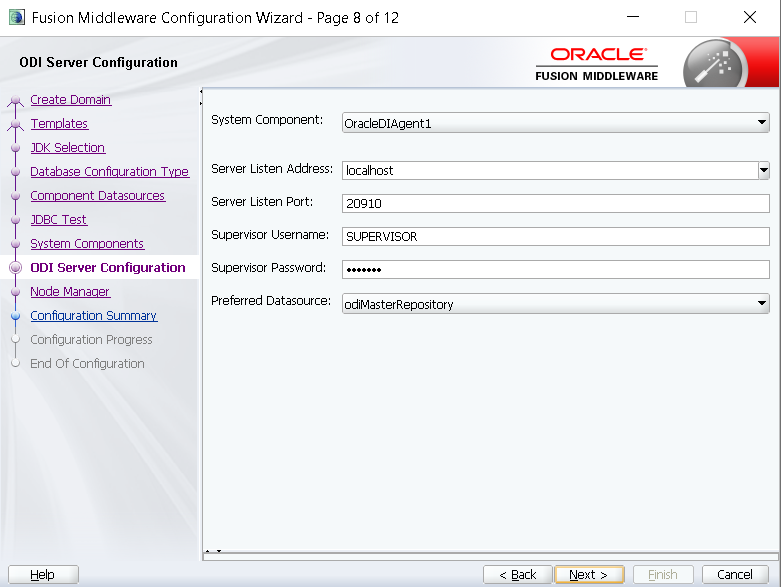 Fusion Middleware Configuration Wizard - Page 8 of 12
ODI Server Configuration
ORACLE
FUSION MIDDLEWARE
Create Domain
Templates
JDK Selection
Database Configuration Type
Component Datasources
JDBC Test
System Components
ODI Server Configuration
Node Manager
Configuration Summary
Configuration Progress
End Of Configuration
System Component: OracleDIAgent1
Server Listen Address: localhost
Server Listen Port: 20910
Supervisor Username: SUPERVISOR
Supervisor Password: •••••••
Preferred Datasource: odiMasterRepository
Help < Back Next > Finish Cancel